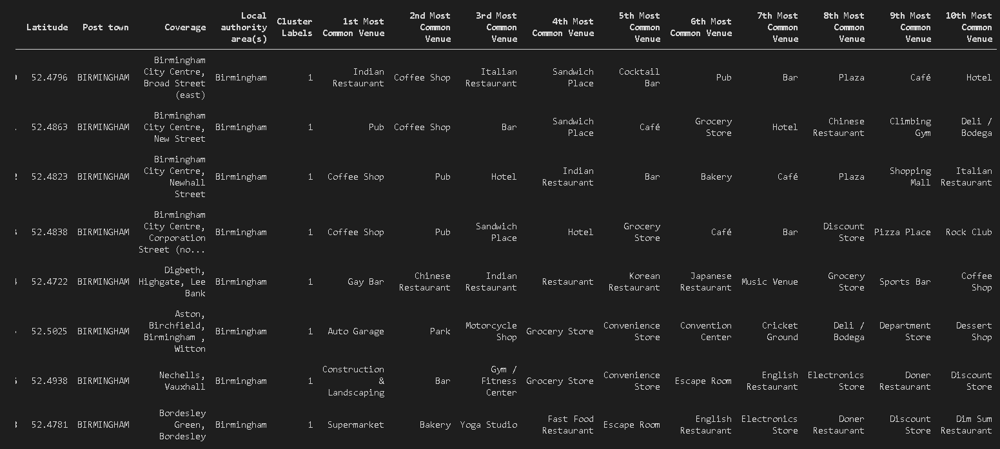 Latitude Post town Coverage Local authority area(s) Cluster Labels 1st Most Common Venue 2nd Most Common Venue 3rd Most Common Venue 4th Most Common Venue 5th Most Common Venue 6th Most Common Venue 7th Most Common Venue 8th Most Common Venue 9th Most Common Venue 10th Most Common Venue
52.4796 BIRMINGHAM Birmingham City Centre, Broad Street (east) Birmingham 1 Indian Restaurant Coffee Shop Italian Restaurant Sandwich Place Cocktail Bar Pub Bar Plaza Café Hotel
52.4863 BIRMINGHAM Birmingham City Centre, New Street Birmingham 1 Pub Coffee Shop Bar Sandwich Place Café Grocery Store Hotel Chinese Restaurant Climbing Gym Deli / Bodega
52.4823 BIRMINGHAM Birmingham City Centre, Newhall Street Birmingham 1 Coffee Shop Pub Hotel Indian Restaurant Bar Bakery Café Plaza Shopping Mall Italian Restaurant
52.4838 BIRMINGHAM Birmingham City Centre, Corporation Street (no... Birmingham 1 Coffee Shop Pub Sandwich Place Hotel Grocery Store Café Bar Discount Store Pizza Place Rock Club
52.4722 BIRMINGHAM Digbeth, Highgate, Lee Bank Birmingham 1 Gay Bar Chinese Restaurant Indian Restaurant Restaurant Korean Restaurant Japanese Restaurant Music Venue Grocery Store Sports Bar Coffee Shop
52.5025 BIRMINGHAM Aston, Birchfield, Birmingham , Witton Birmingham 1 Auto Garage Park Motorcycle Shop Grocery Store Convenience Store Convention Center Cricket Ground Deli / Bodega Department Store Dessert Shop
52.4938 BIRMINGHAM Nechells, Vauxhall Birmingham 1 Construction & Landscaping Bar Gym / Fitness Center Grocery Store Convenience Store Escape Room English Restaurant Electronics Store Doner Restaurant Discount Store
52.4781 BIRMINGHAM Bordesley Green, Bordesley Birmingham 1 Supermarket Bakery Yoga Studio Fast Food Restaurant Escape Room English Restaurant Electronics Store Doner Restaurant Discount Store Dim Sum Restaurant